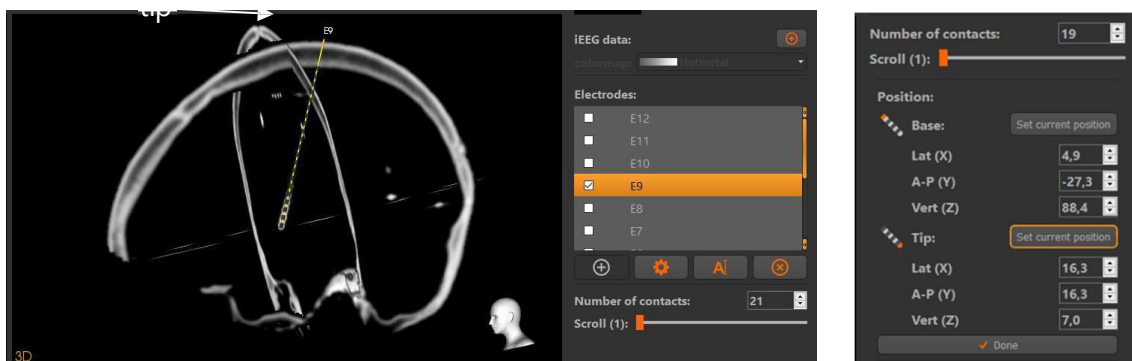 tip
E9
3D
iEEG data:
colormap: Hotmetal
Electrodes:
E12
E11
E10
E9
E8
E7
Number of contacts: 21
Scroll (1):
Number of contacts: 19
Scroll (1):
Position:
Base: Set current position
Lat (X) 4,9
A-P (Y) -27,3
Vert (Z) 88,4
Tip: Set current position
Lat (X) 16,3
A-P (Y) 16,3
Vert (Z) 7,0
Done